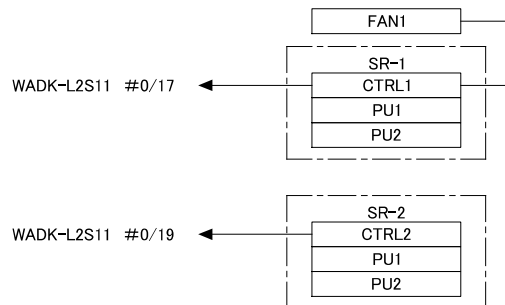 FAN1
SR-1
WADK-L2S11 #0/17
CTRL1
PU1
PU2
SR-2
WADK-L2S11 #0/19
CTRL2
PU1
PU2